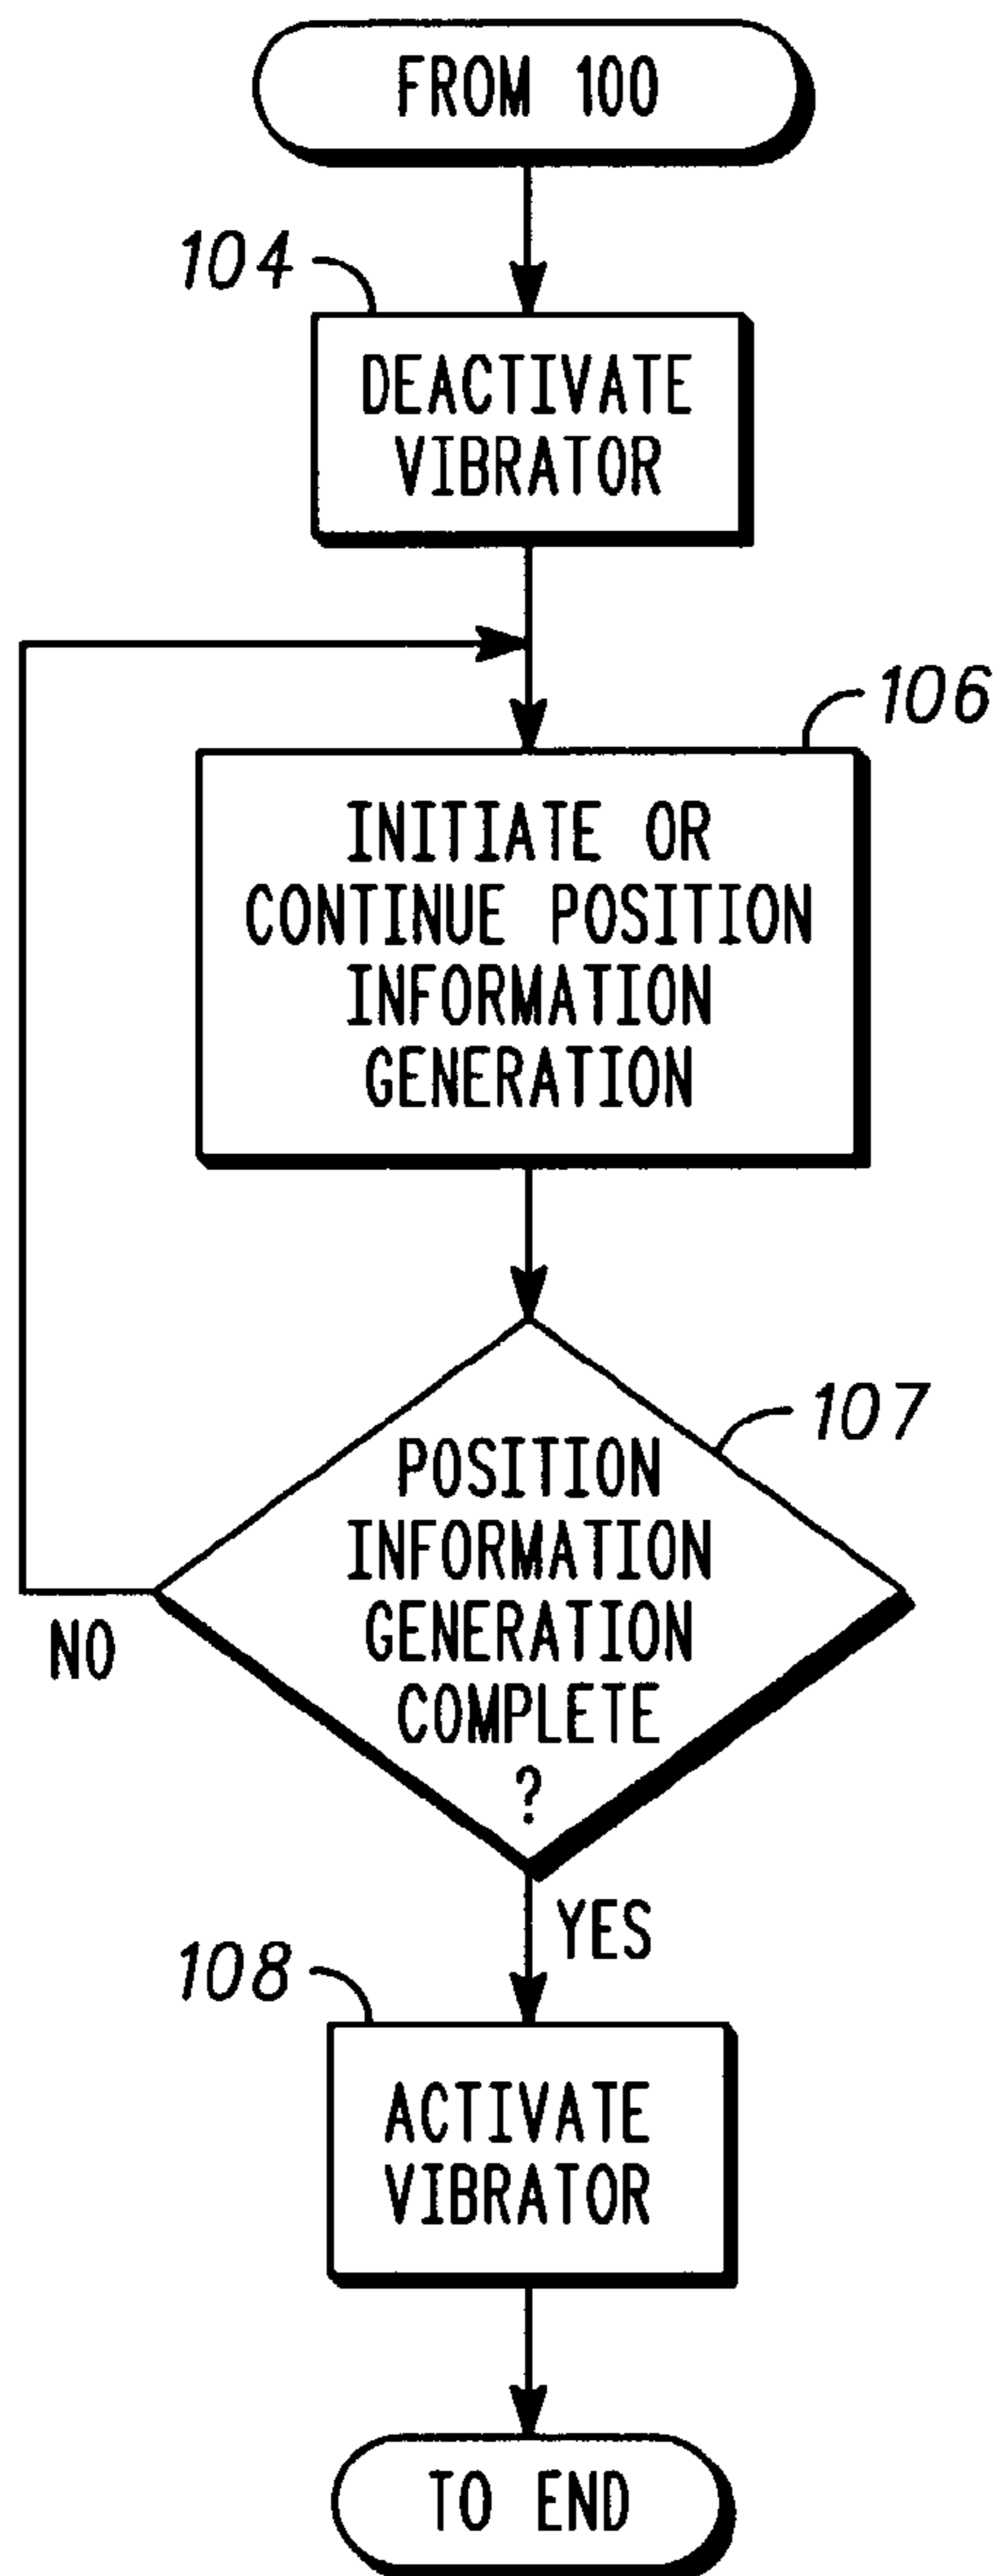 FROM 100
104
DEACTIVATE
VIBRATOR
106
INITIATE OR
CONTINUE POSITION
INFORMATION
GENERATION
107
POSITION
INFORMATION
GENERATION
COMPLETE
?
NO
YES
108
ACTIVATE
VIBRATOR
TO END